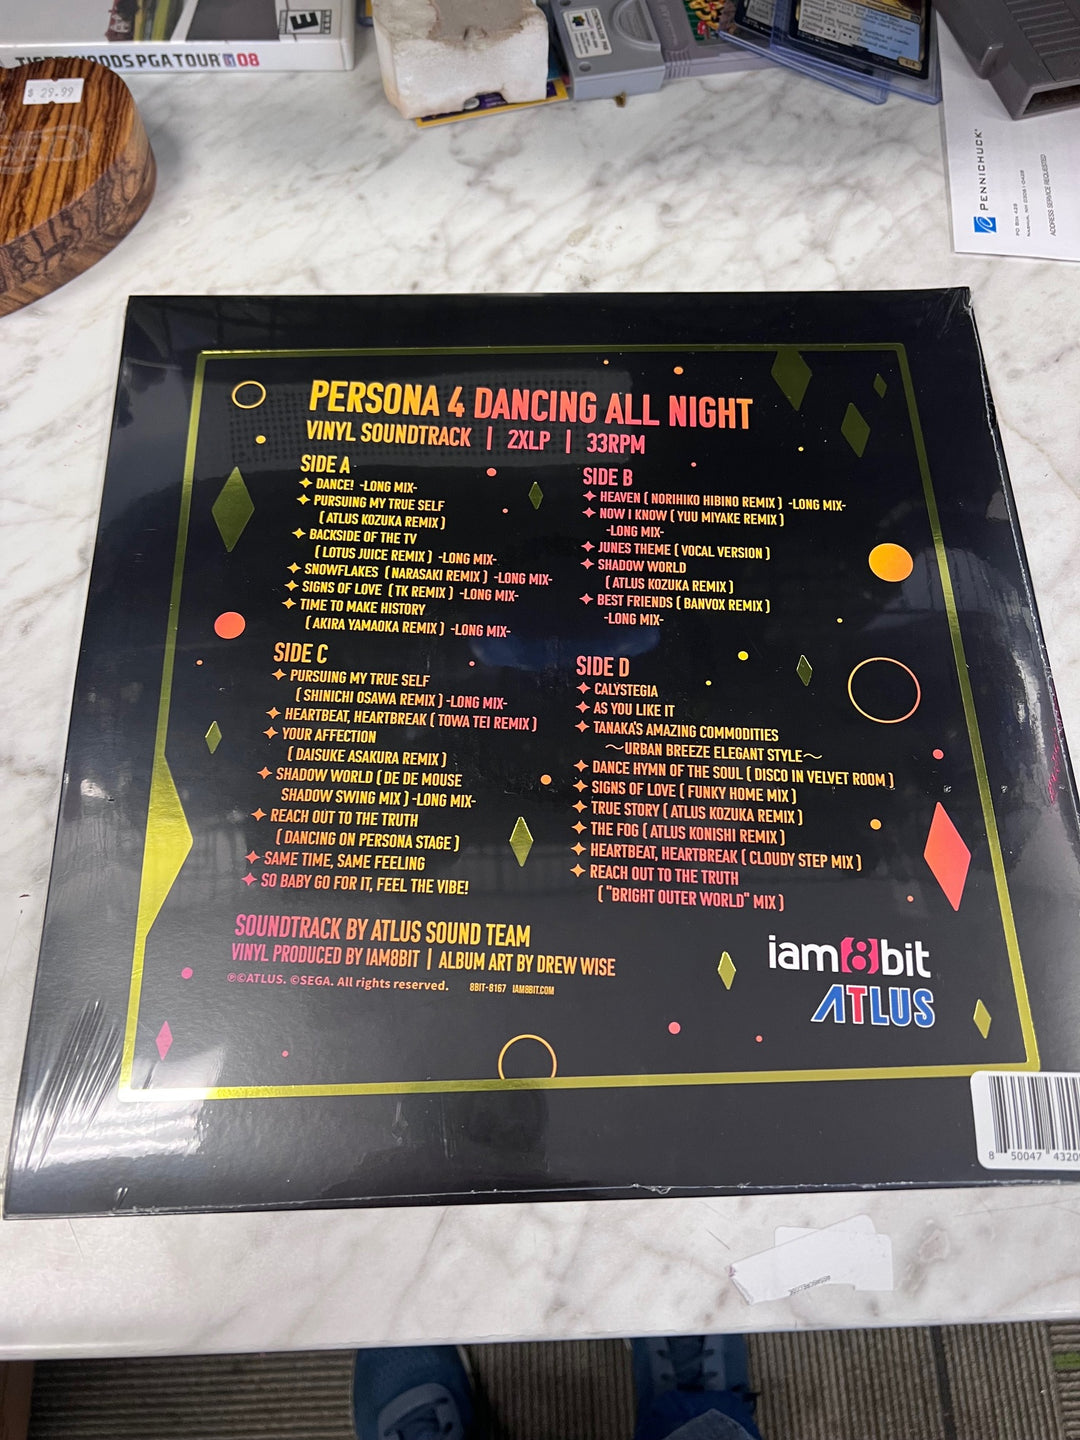 WOODS PGA TOUR 08
E
$ 29.99
PENNICHUCK
PO Box 428
ADDRESS SERVICE REQUESTED
PERSONA 4 DANCING ALL NIGHT
VINYL SOUNDTRACK | 2XLP | 33RPM
SIDE A
DANCE! -LONG MIX-
PURSUING MY TRUE SELF
(ATLUS KOZUKA REMIX)
BACKSIDE OF THE TV
(LOTUS JUICE REMIX) -LONG MIX-
SNOWFLAKES (NARASAKI REMIX) -LONG MIX-
SIGNS OF LOVE (TK REMIX) -LONG MIX-
TIME TO MAKE HISTORY
(AKIRA YAMAOKA REMIX) -LONG MIX-
SIDE B
HEAVEN (NORIHIKO HIBINO REMIX) -LONG MIX-
NOW I KNOW (YUU MIYAKE REMIX)
-LONG MIX-
JUNES THEME (VOCAL VERSION)
SHADOW WORLD
(ATLUS KOZUKA REMIX)
BEST FRIENDS (BANVOX REMIX)
-LONG MIX-
SIDE C
PURSUING MY TRUE SELF
(SHINICHI OSAWA REMIX) -LONG MIX-
HEARTBEAT, HEARTBREAK (TOWA TEI REMIX)
YOUR AFFECTION
(DAISUKE ASAKURA REMIX)
SHADOW WORLD (DE DE MOUSE
SHADOW SWING MIX) -LONG MIX-
REACH OUT TO THE TRUTH
(DANCING ON PERSONA STAGE)
SAME TIME, SAME FEELING
SO BABY GO FOR IT, FEEL THE VIBE!
SIDE D
CALYSTEGIA
AS YOU LIKE IT
TANAKA'S AMAZING COMMODITIES
~URBAN BREEZE ELEGANT STYLE~
DANCE HYMN OF THE SOUL (DISCO IN VELVET ROOM)
SIGNS OF LOVE (FUNKY HOME MIX)
TRUE STORY (ATLUS KOZUKA REMIX)
THE FOG (ATLUS KONISHI REMIX)
HEARTBEAT, HEARTBREAK (CLOUDY STEP MIX)
REACH OUT TO THE TRUTH
("BRIGHT OUTER WORLD" MIX)
SOUNDTRACK BY ATLUS SOUND TEAM
VINYL PRODUCED BY IAM8BIT | ALBUM ART BY DREW WISE
℗©ATLUS. ©SEGA. All rights reserved. 8BIT-8167 IAM8BIT.COM
iam8bit
ATLUS
8 50047 4320